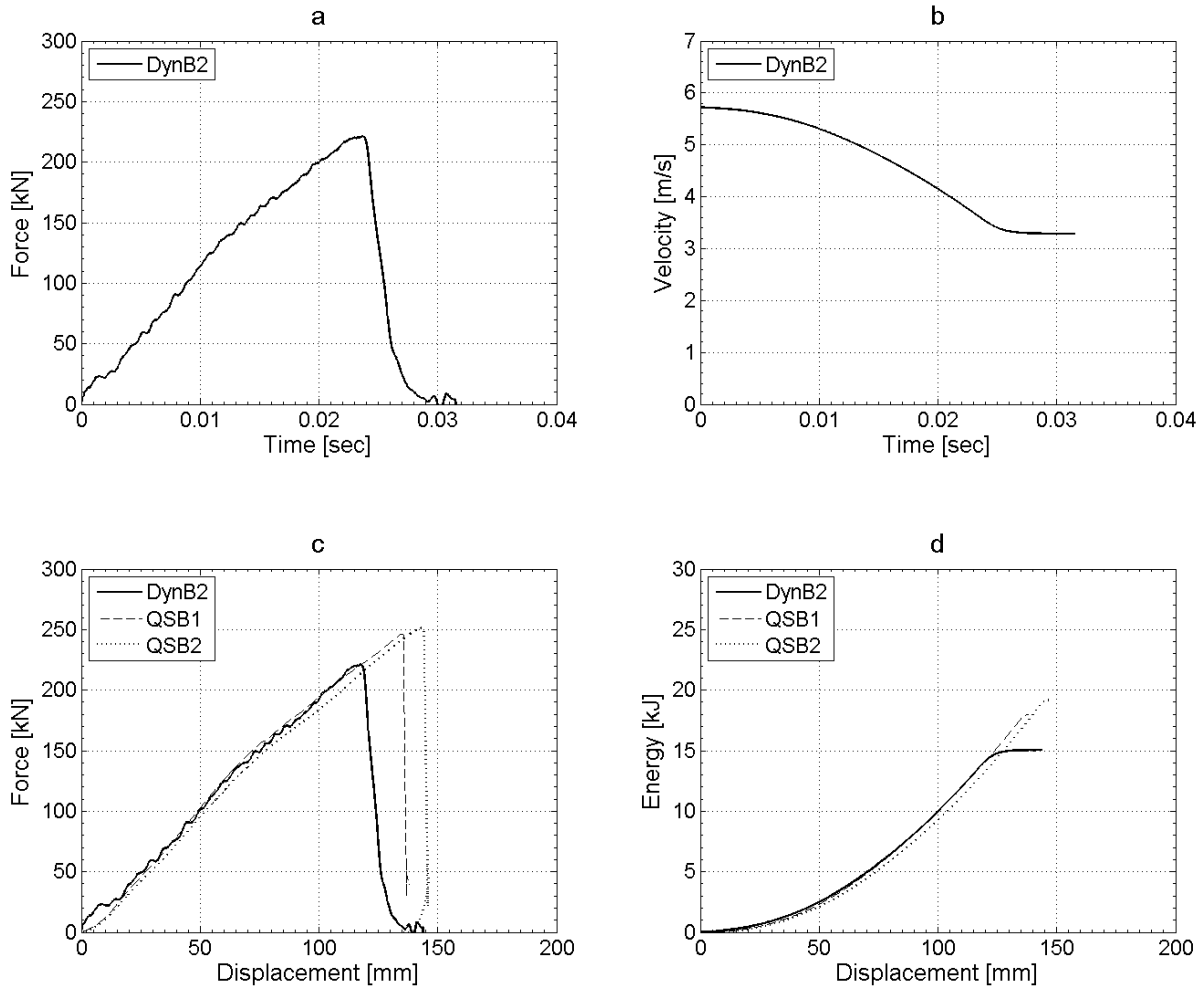 a
300
250
200
150
100
50
0
Force [kN]
DynB2
0 0.01 0.02 0.03 0.04
Time [sec]
b
7
6
5
4
3
2
1
0
Velocity [m/s]
DynB2
0 0.01 0.02 0.03 0.04
Time [sec]
c
300
250
200
150
100
50
0
Force [kN]
DynB2
QSB1
QSB2
0 50 100 150 200
Displacement [mm]
d
30
25
20
15
10
5
0
Energy [kJ]
DynB2
QSB1
QSB2
0 50 100 150 200
Displacement [mm]